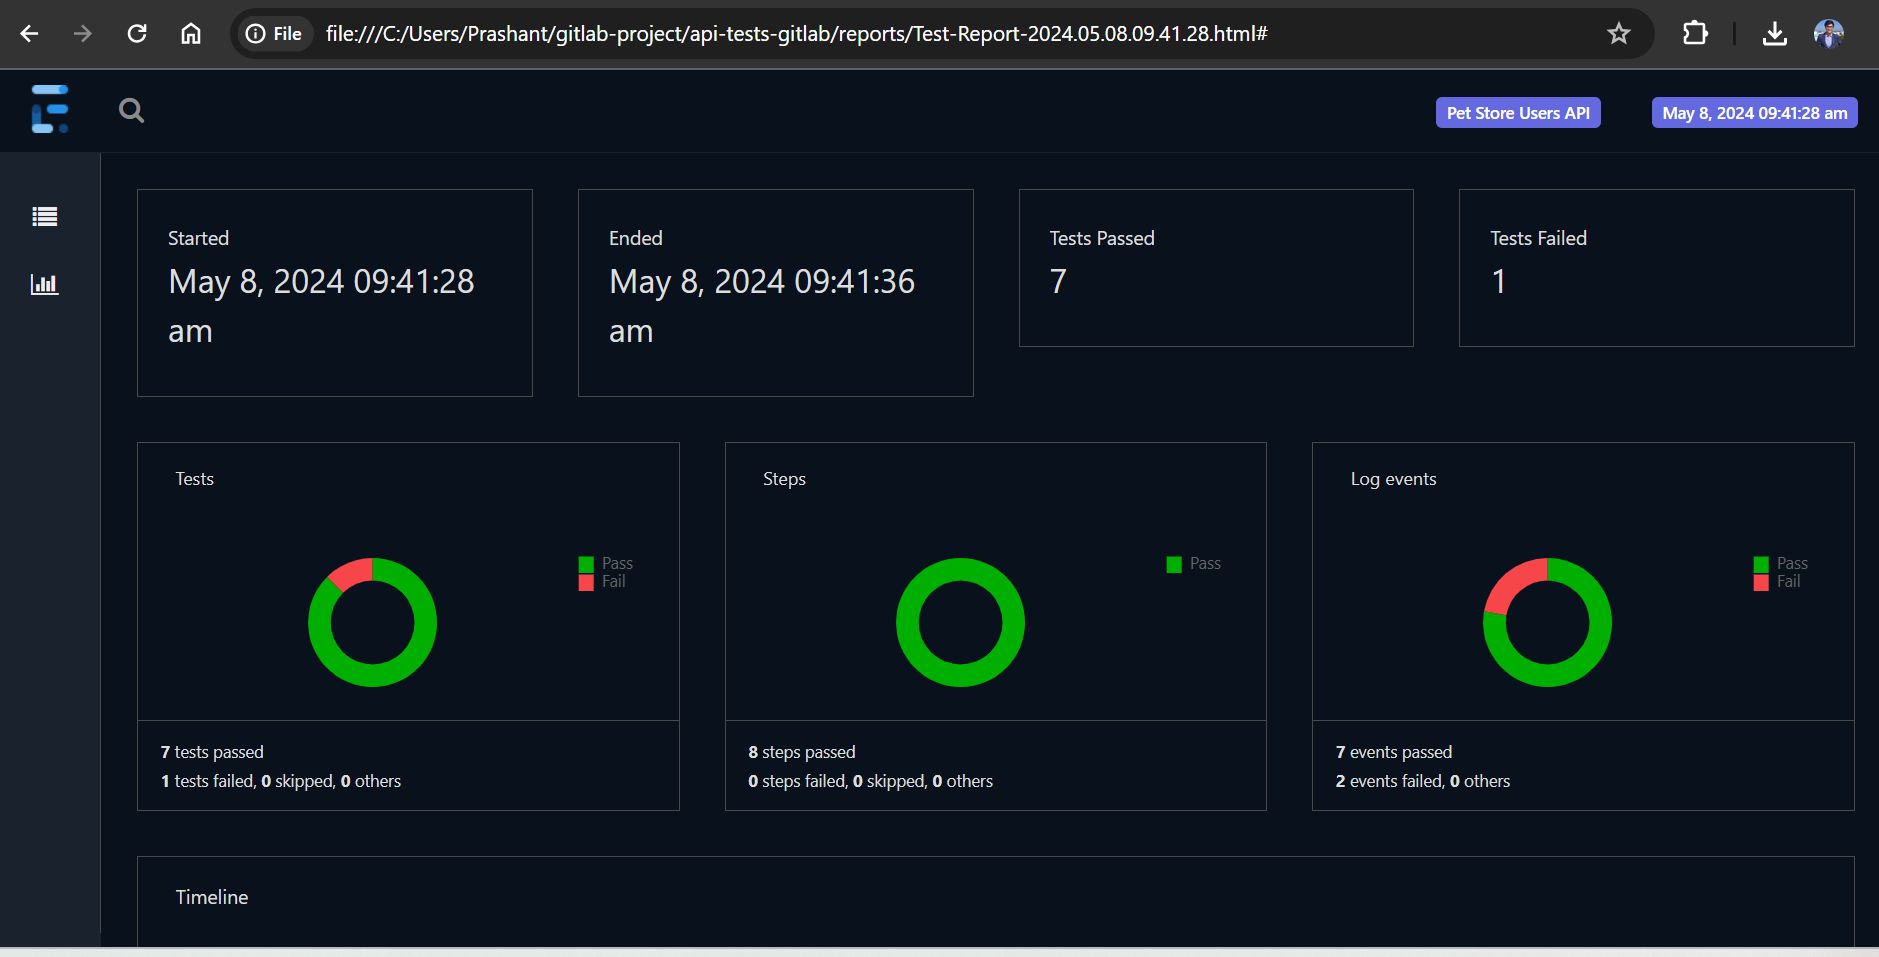 File
file:///C:/Users/Prashant/gitlab-project/api-tests-gitlab/reports/Test-Report-2024.05.08.09.41.28.html#
Pet Store Users API
May 8, 2024 09:41:28 am
Started
May 8, 2024 09:41:28
am
Ended
May 8, 2024 09:41:36
am
Tests Passed
7
Tests Failed
1
Tests
Pass
Fail
7 tests passed
1 tests failed, 0 skipped, 0 others
Steps
Pass
8 steps passed
0 steps failed, 0 skipped, 0 others
Log events
Pass
Fail
7 events passed
2 events failed, 0 others
Timeline